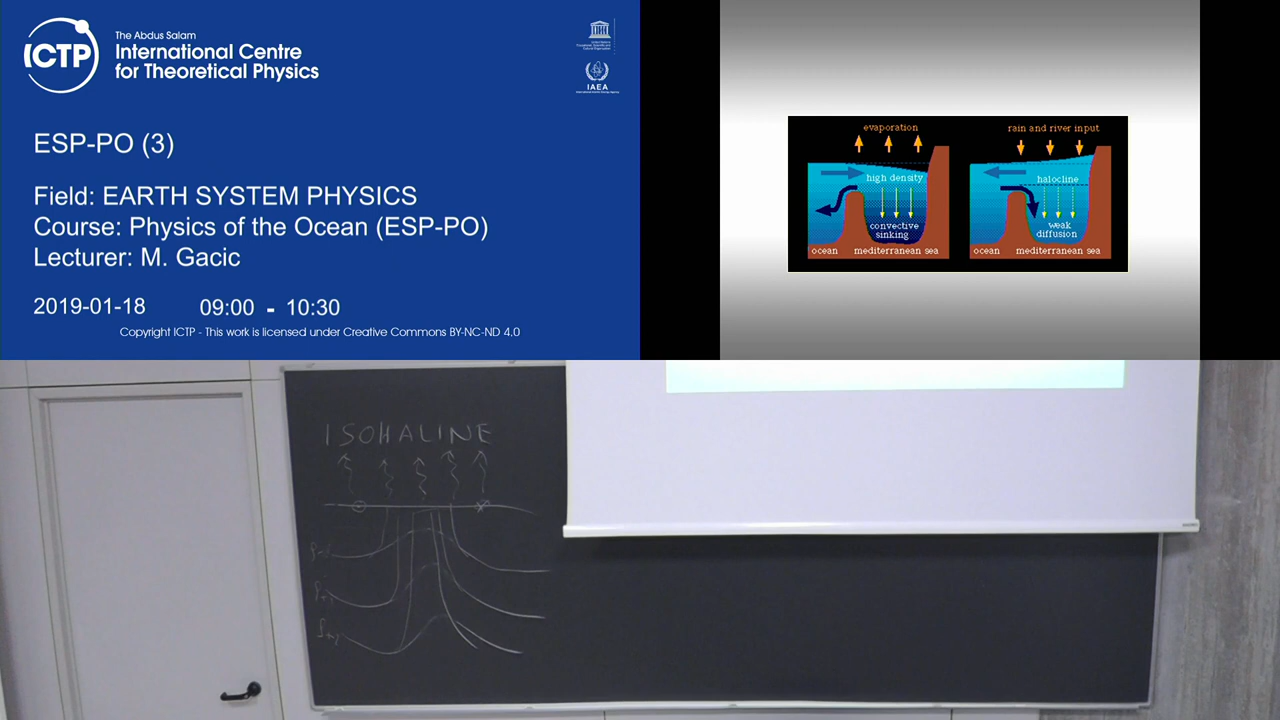 The Abdus Salam
International Centre
for Theoretical Physics
ICTP
IAEA
ESP-PO (3)
Field: EARTH SYSTEM PHYSICS
Course: Physics of the Ocean (ESP-PO)
Lecturer: M. Gacic
2019-01-18 09:00 - 10:30
Copyright ICTP - This work is licensed under Creative Commons BY-NC-ND 4.0
evaporation
high density
convective
sinking
ocean mediterranean sea
rain and river input
halocline
weak
diffusion
ocean mediterranean sea
ISOHALINE